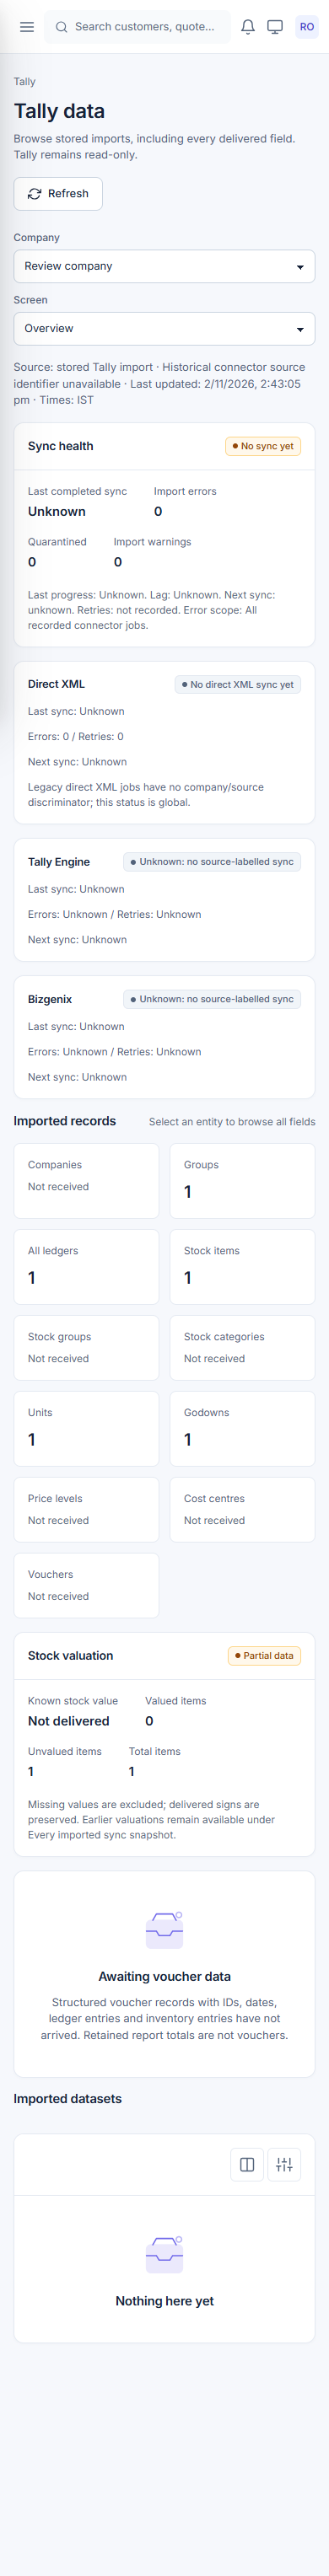 Search customers, quote...
RO
Tally
Tally data
Browse stored imports, including every delivered field.
Tally remains read-only.
Refresh
Company
Review company
Screen
Overview
Source: stored Tally import · Historical connector source
identifier unavailable · Last updated: 2/11/2026, 2:43:05
pm · Times: IST
Sync health
No sync yet
Last completed sync
Import errors
Unknown
0
Quarantined
Import warnings
0
0
Last progress: Unknown. Lag: Unknown. Next sync:
unknown. Retries: not recorded. Error scope: All
recorded connector jobs.
Direct XML
No direct XML sync yet
Last sync: Unknown
Errors: 0 / Retries: 0
Next sync: Unknown
Legacy direct XML jobs have no company/source
discriminator; this status is global.
Tally Engine
Unknown: no source-labelled sync
Last sync: Unknown
Errors: Unknown / Retries: Unknown
Next sync: Unknown
Bizgenix
Unknown: no source-labelled sync
Last sync: Unknown
Errors: Unknown / Retries: Unknown
Next sync: Unknown
Imported records
Select an entity to browse all fields
Companies
Not received
Groups
1
All ledgers
1
Stock items
1
Stock groups
Not received
Stock categories
Not received
Units
1
Godowns
1
Price levels
Not received
Cost centres
Not received
Vouchers
Not received
Stock valuation
Partial data
Known stock value
Valued items
Not delivered
0
Unvalued items
Total items
1
1
Missing values are excluded; delivered signs are
preserved. Earlier valuations remain available under
Every imported sync snapshot.
Awaiting voucher data
Structured voucher records with IDs, dates,
ledger entries and inventory entries have not
arrived. Retained report totals are not vouchers.
Imported datasets
Nothing here yet